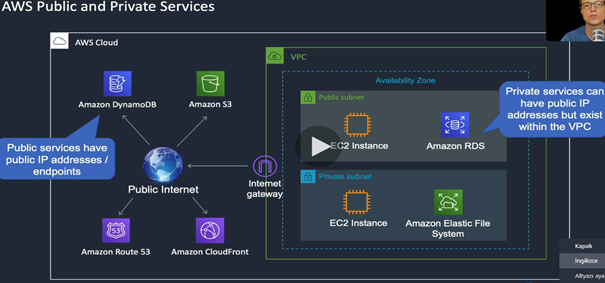 AWS Public and Private Services
AWS Cloud
VPC
Availability Zone
Amazon DynamoDB
Amazon S3
Public services have
public IP addresses /
endpoints
Public Internet
Internet
gateway
Amazon Route 53
Amazon CloudFront
Public subnet
EC2 Instance
Amazon RDS
Private services can
have public IP
addresses but exist
within the VPC
Private subnet
EC2 Instance
Amazon Elastic File
System
Kapalı
İngilizce
Altyazı aya